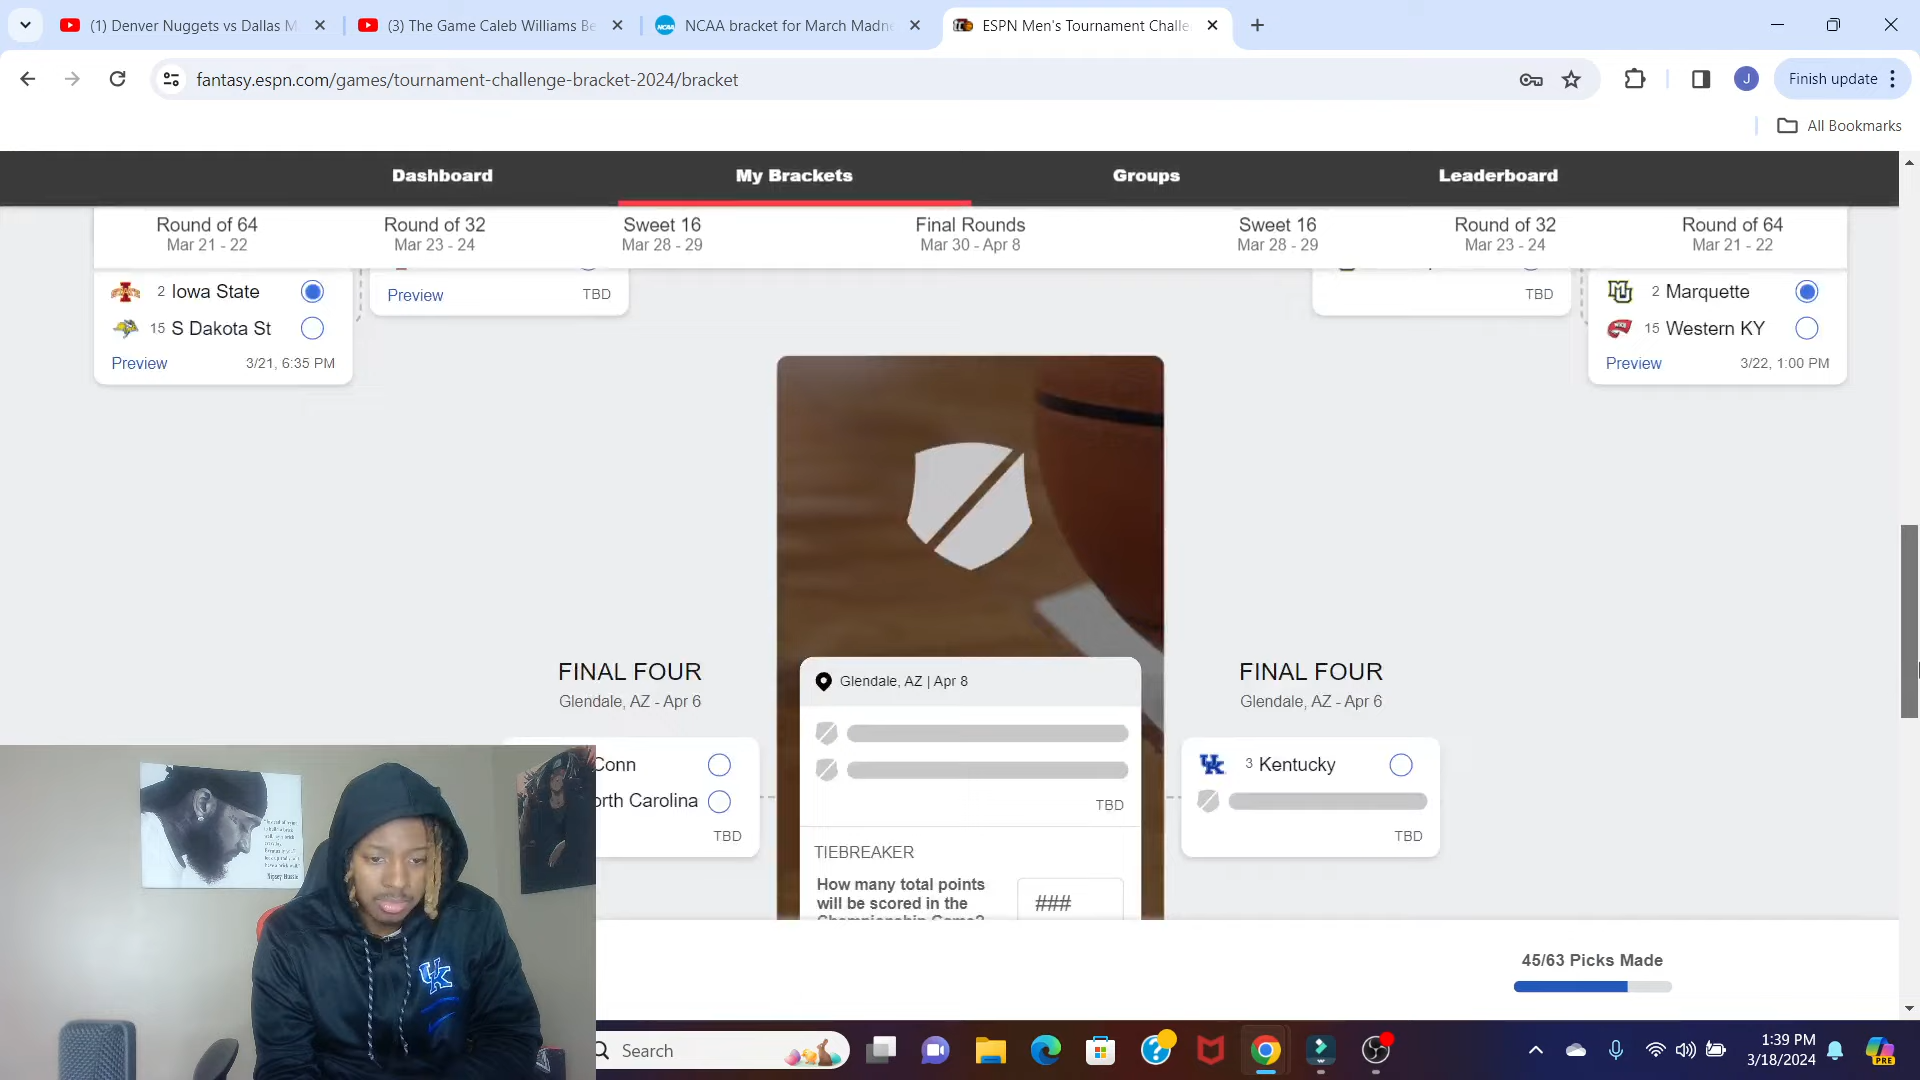 (1) Denver Nuggets vs Dallas M
(3) The Game Caleb Williams Be
NCAA bracket for March Madne
ESPN Men's Tournament Challe
fantasy.espn.com/games/tournament-challenge-bracket-2024/bracket
J
Finish update
All Bookmarks
Dashboard
My Brackets
Groups
Leaderboard
Round of 64
Mar 21 - 22
Round of 32
Mar 23 - 24
Sweet 16
Mar 28 - 29
Final Rounds
Mar 30 - Apr 8
Sweet 16
Mar 28 - 29
Round of 32
Mar 23 - 24
Round of 64
Mar 21 - 22
2 Iowa State
15 S Dakota St
Preview 3/21, 6:35 PM
Preview TBD
TBD
2 Marquette
15 Western KY
Preview 3/22, 1:00 PM
FINAL FOUR
Glendale, AZ - Apr 6
Conn
orth Carolina
TBD
Glendale, AZ | Apr 8
TBD
TIEBREAKER
How many total points
will be scored in the
Championship Game?
###
FINAL FOUR
Glendale, AZ - Apr 6
3 Kentucky
TBD
45/63 Picks Made
UK
Search
1:39 PM
3/18/2024
PRE